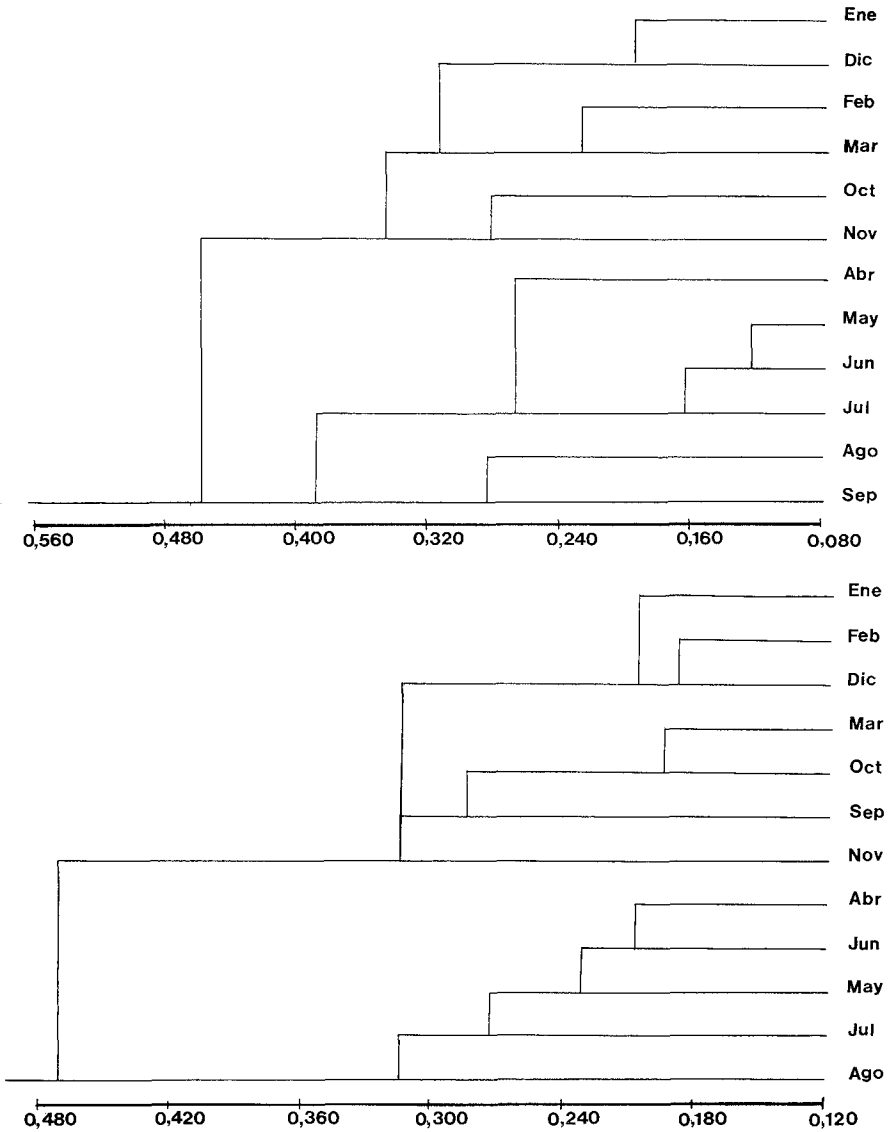 Ene
Dic
Feb
Mar
Oct
Nov
Abr
May
Jun
Jul
Ago
Sep
0,560 0,480 0,400 0,320 0,240 0,160 0,080
Ene
Feb
Dic
Mar
Oct
Sep
Nov
Abr
Jun
May
Jul
Ago
0,480 0,420 0,360 0,300 0,240 0,180 0,120